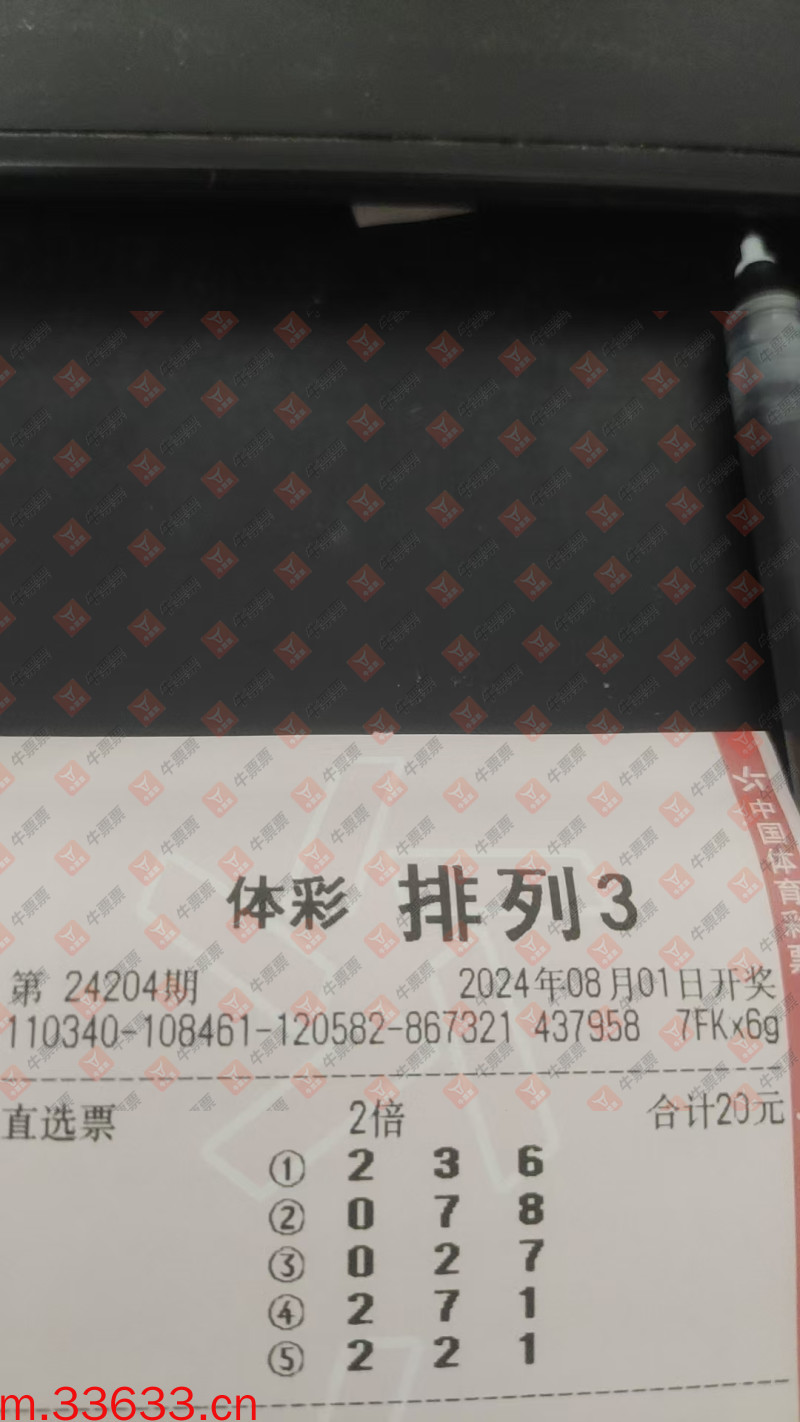 中国体育彩票
体彩 排列3
第 24204期 2024年08月01日开奖
110340-108461-120582-867321 437958 7FKx6g
直选票 2倍 合计20元
① 2 3 6
② 0 7 8
③ 0 2 7
④ 2 7 1
⑤ 2 2 1
m.33633.cn
牛票票